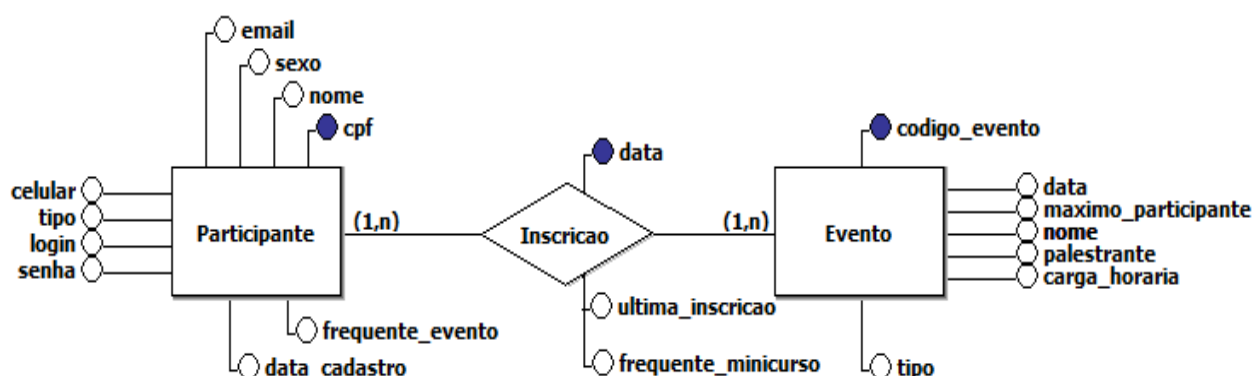 email
sexo
nome
cpf
celular
tipo
login
senha
Participante
(1,n)
frequente_evento
data_cadastro
data
Inscricao
ultima_inscricao
frequente_minicurso
(1,n)
codigo_evento
Evento
data
maximo_participante
nome
palestrante
carga_horaria
tipo